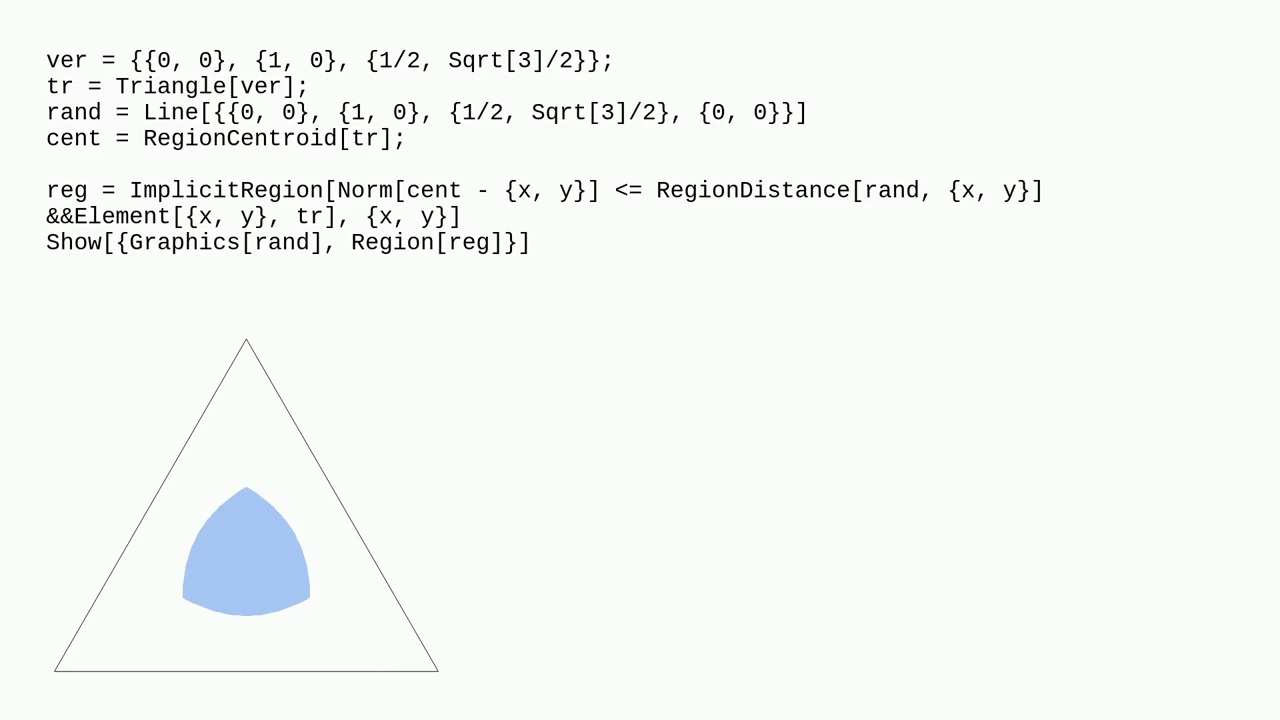 ver = {{0, 0}, {1, 0}, {1/2, Sqrt[3]/2}};
tr = Triangle[ver];
rand = Line[{{0, 0}, {1, 0}, {1/2, Sqrt[3]/2}, {0, 0}}]
cent = RegionCentroid[tr];
reg = ImplicitRegion[Norm[cent - {x, y}] <= RegionDistance[rand, {x, y}]
&&Element[{x, y}, tr], {x, y}]
Show[{Graphics[rand], Region[reg]}]